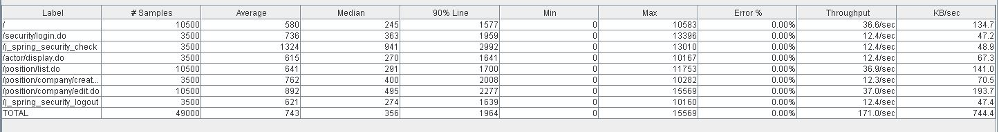 Label # Samples Average Median 90% Line Min Max Error % Throughput KB/sec
/ 10500 580 245 1577 0 10583 0.00% 36.6/sec 134.7
/security/login.do 3500 736 363 1959 0 13396 0.00% 12.4/sec 47.2
/j_spring_security_check 3500 1324 941 2992 0 13010 0.00% 12.4/sec 48.9
/actor/display.do 3500 615 270 1641 0 10167 0.00% 12.4/sec 67.3
/position/list.do 10500 641 291 1700 0 11753 0.00% 36.9/sec 141.0
/position/company/creat... 3500 762 400 2008 0 10282 0.00% 12.3/sec 70.5
/position/company/edit.do 10500 892 495 2277 0 15569 0.00% 37.0/sec 193.7
/j_spring_security_logout 3500 621 274 1639 0 10160 0.00% 12.4/sec 47.4
TOTAL 49000 743 356 1964 0 15569 0.00% 171.0/sec 744.4